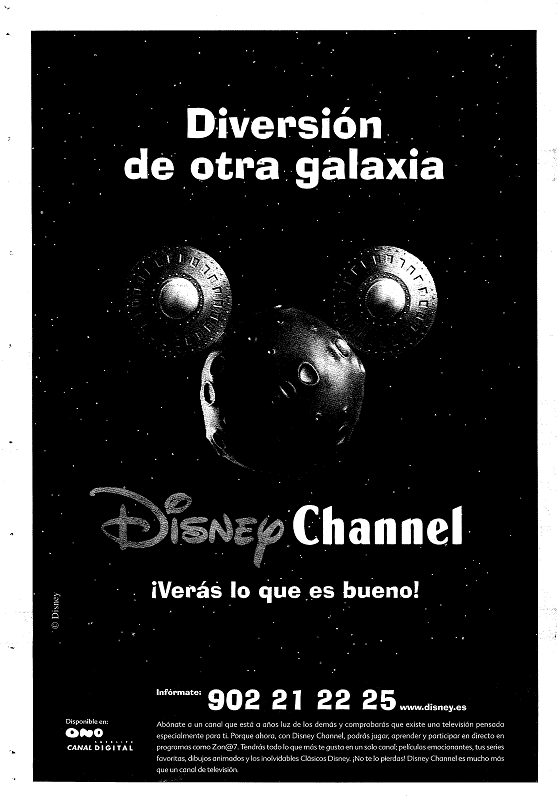 Diversión
de otra galaxia
Disney Channel
¡Verás lo que es bueno!
© Disney
Infórmate: 902 21 22 25 www.disney.es
Disponible en:
ONO
SATELITE
CANAL DIGITAL
Abónate a un canal que está a años luz de los demás y comprobarás que existe una televisión pensada
especialmente para ti. Porque ahora, con Disney Channel, podrás jugar, aprender y participar en directo en
programas como Zon@7. Tendrás todo lo que más te gusta en un solo canal; películas emocionantes, tus series
favoritas, dibujos animados y los inolvidables Clásicos Disney. ¡No te lo pierdas! Disney Channel es mucho más
que un canal de televisión.